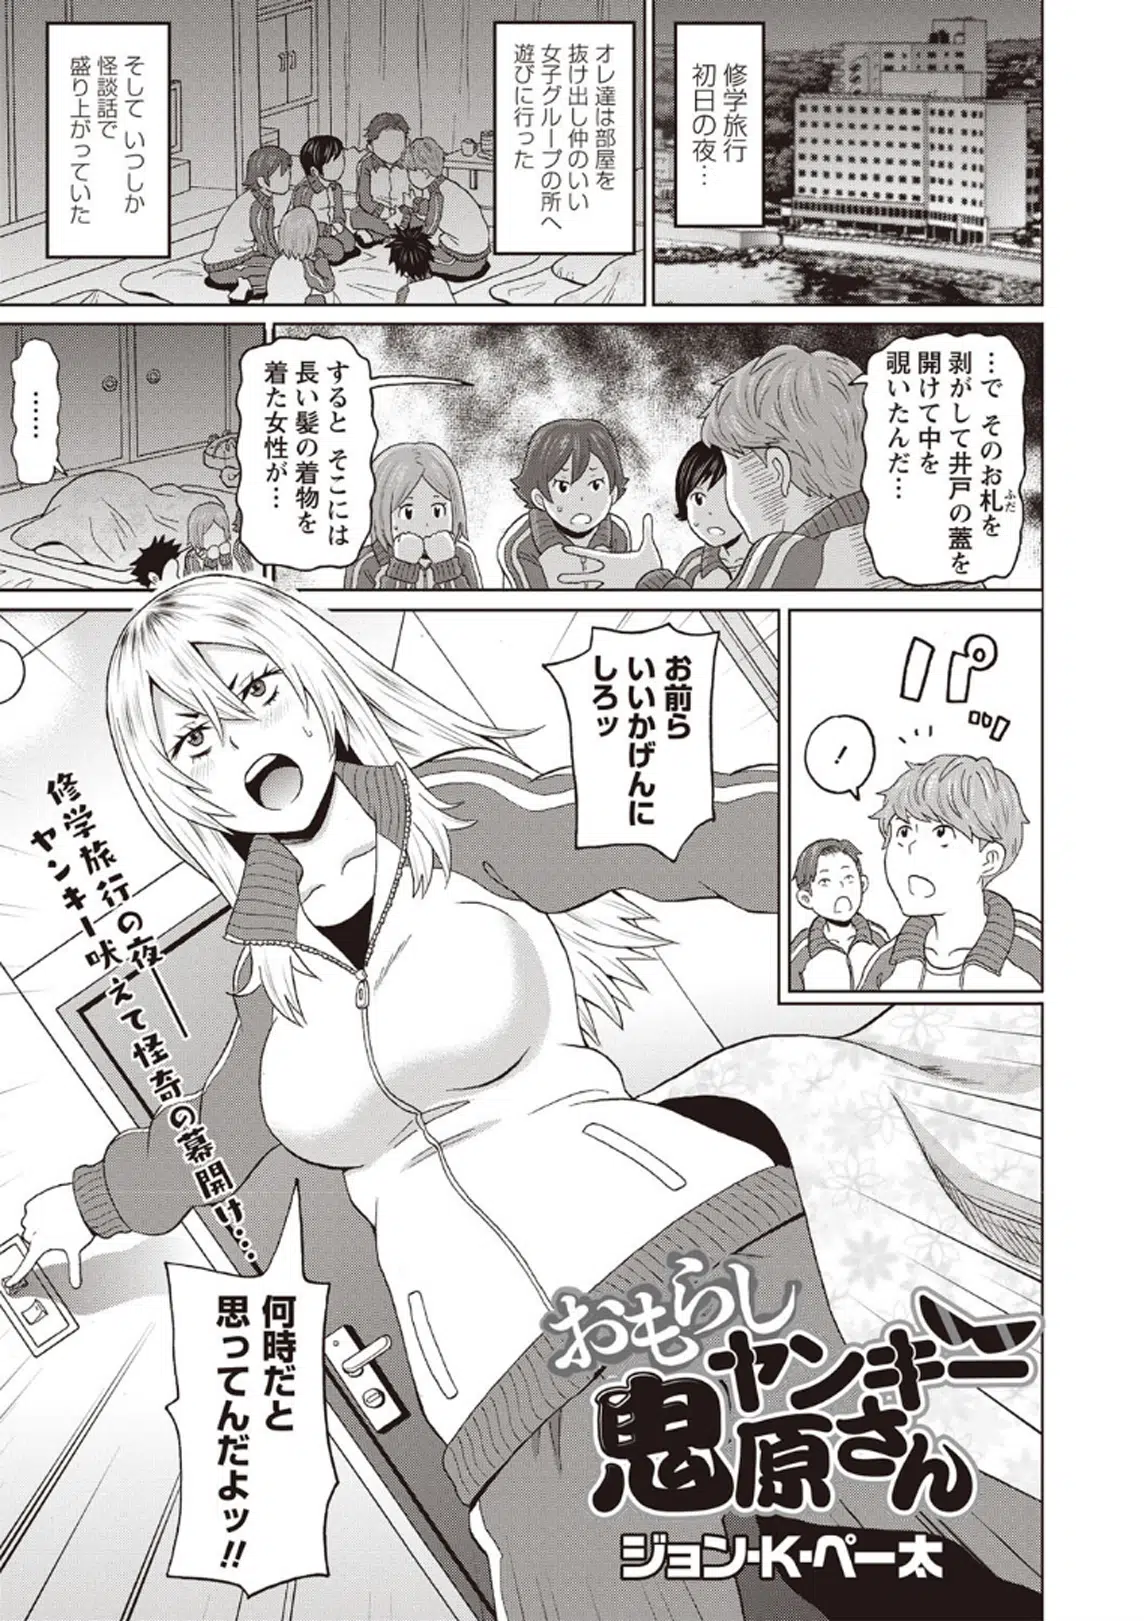 修学旅行
初日の夜…
オレ達は部屋を
抜け出し仲のいい
女子グループの所へ
遊びに行った
そして いつしか
怪談話で
盛り上がっていた
…で そのお札を
ふだ
剥がして井戸の蓋を
開けて中を
覗いたんだ…
すると そこには
長い髪の着物を
着た女性が…
……
パッ
！
お前ら
いいかげんに
しろッ
修学旅行の夜──
ヤンキー吠えて怪奇の幕開け…
何時だと
思ってんだよッ!!
おもらし
ヤンキー
鬼原さん
ジョン・K・ペー太